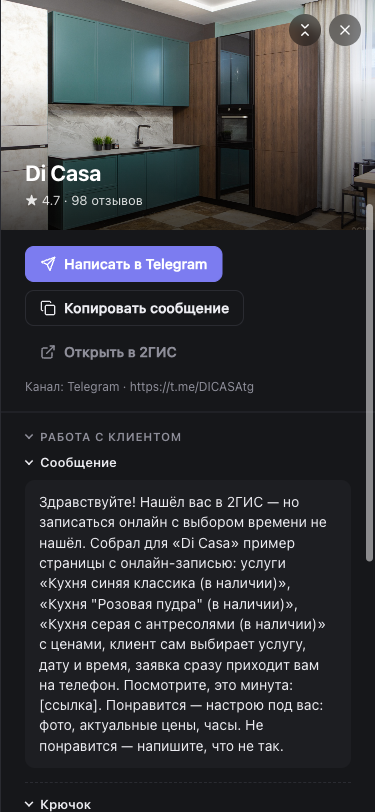 Di Casa
★ 4.7 · 98 отзывов
Написать в Telegram
Копировать сообщение
Открыть в 2ГИС
Канал: Telegram · https://t.me/DICASAtg
РАБОТА С КЛИЕНТОМ
Сообщение
Здравствуйте! Нашёл вас в 2ГИС — но
записаться онлайн с выбором времени не
нашёл. Собрал для «Di Casa» пример
страницы с онлайн-записью: услуги
«Кухня синяя классика (в наличии)»,
«Кухня "Розовая пудра" (в наличии)»,
«Кухня серая с антресолями (в наличии)»
с ценами, клиент сам выбирает услугу,
дату и время, заявка сразу приходит вам
на телефон. Посмотрите, это минута:
[ссылка]. Понравится — настрою под вас:
фото, актуальные цены, часы. Не
понравится — напишите, что не так.
Крючок